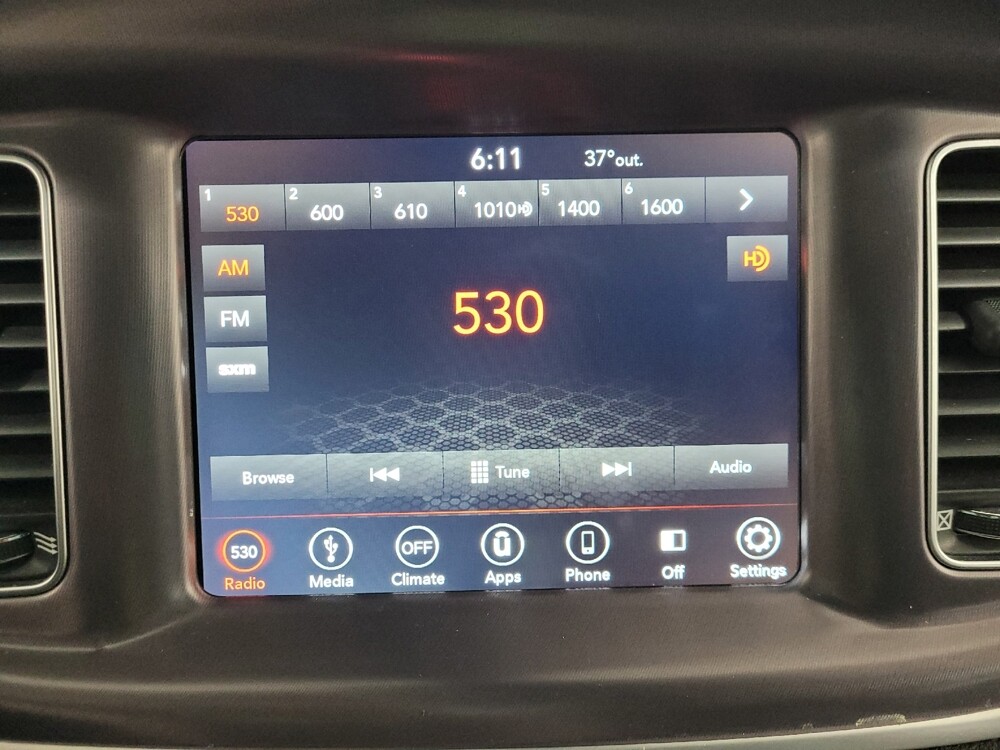 6:11 37°out.
1 530 2 600 3 610 4 1010 5 1400 6 1600
AM
HD
530
FM
sxm
Browse Tune Audio
530 OFF u
Radio Media Climate Apps Phone Off Settings